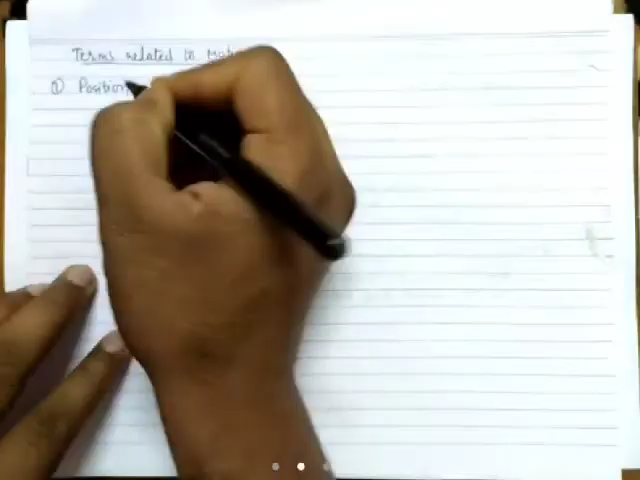 Terms related to
① Position